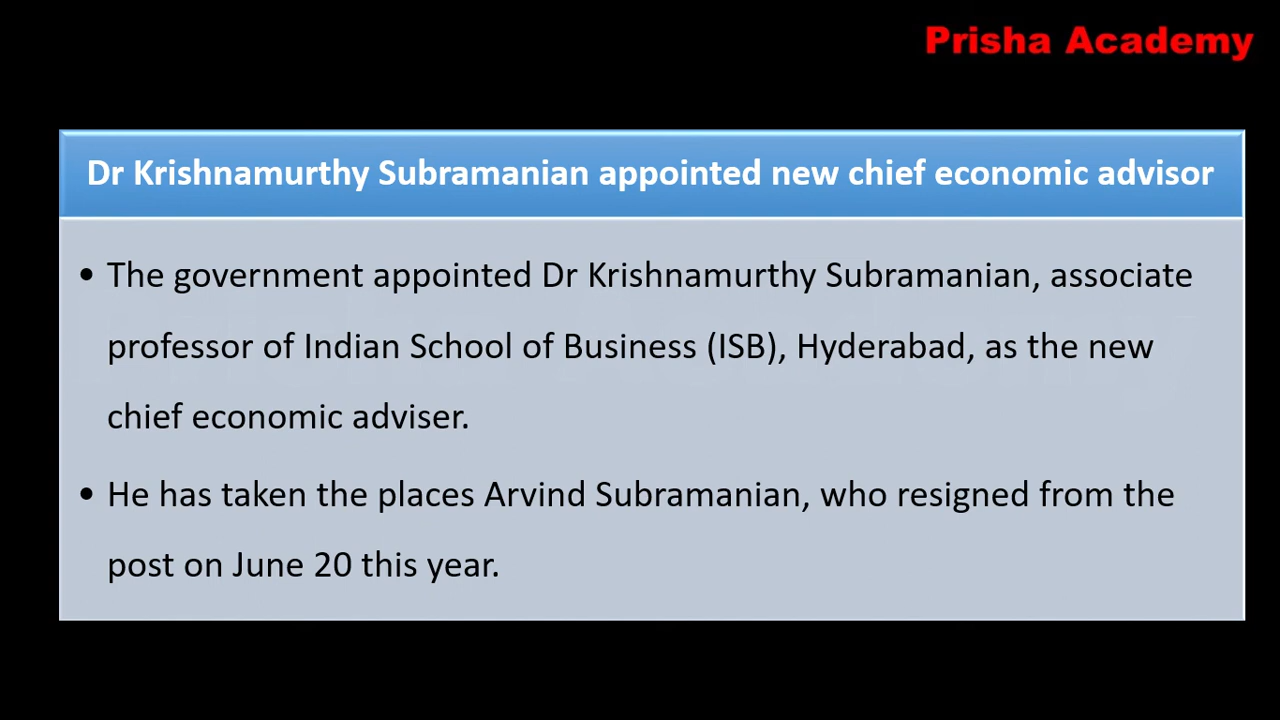 Prisha Academy
Dr Krishnamurthy Subramanian appointed new chief economic advisor
• The government appointed Dr Krishnamurthy Subramanian, associate
professor of Indian School of Business (ISB), Hyderabad, as the new
chief economic adviser.
• He has taken the places Arvind Subramanian, who resigned from the
post on June 20 this year.